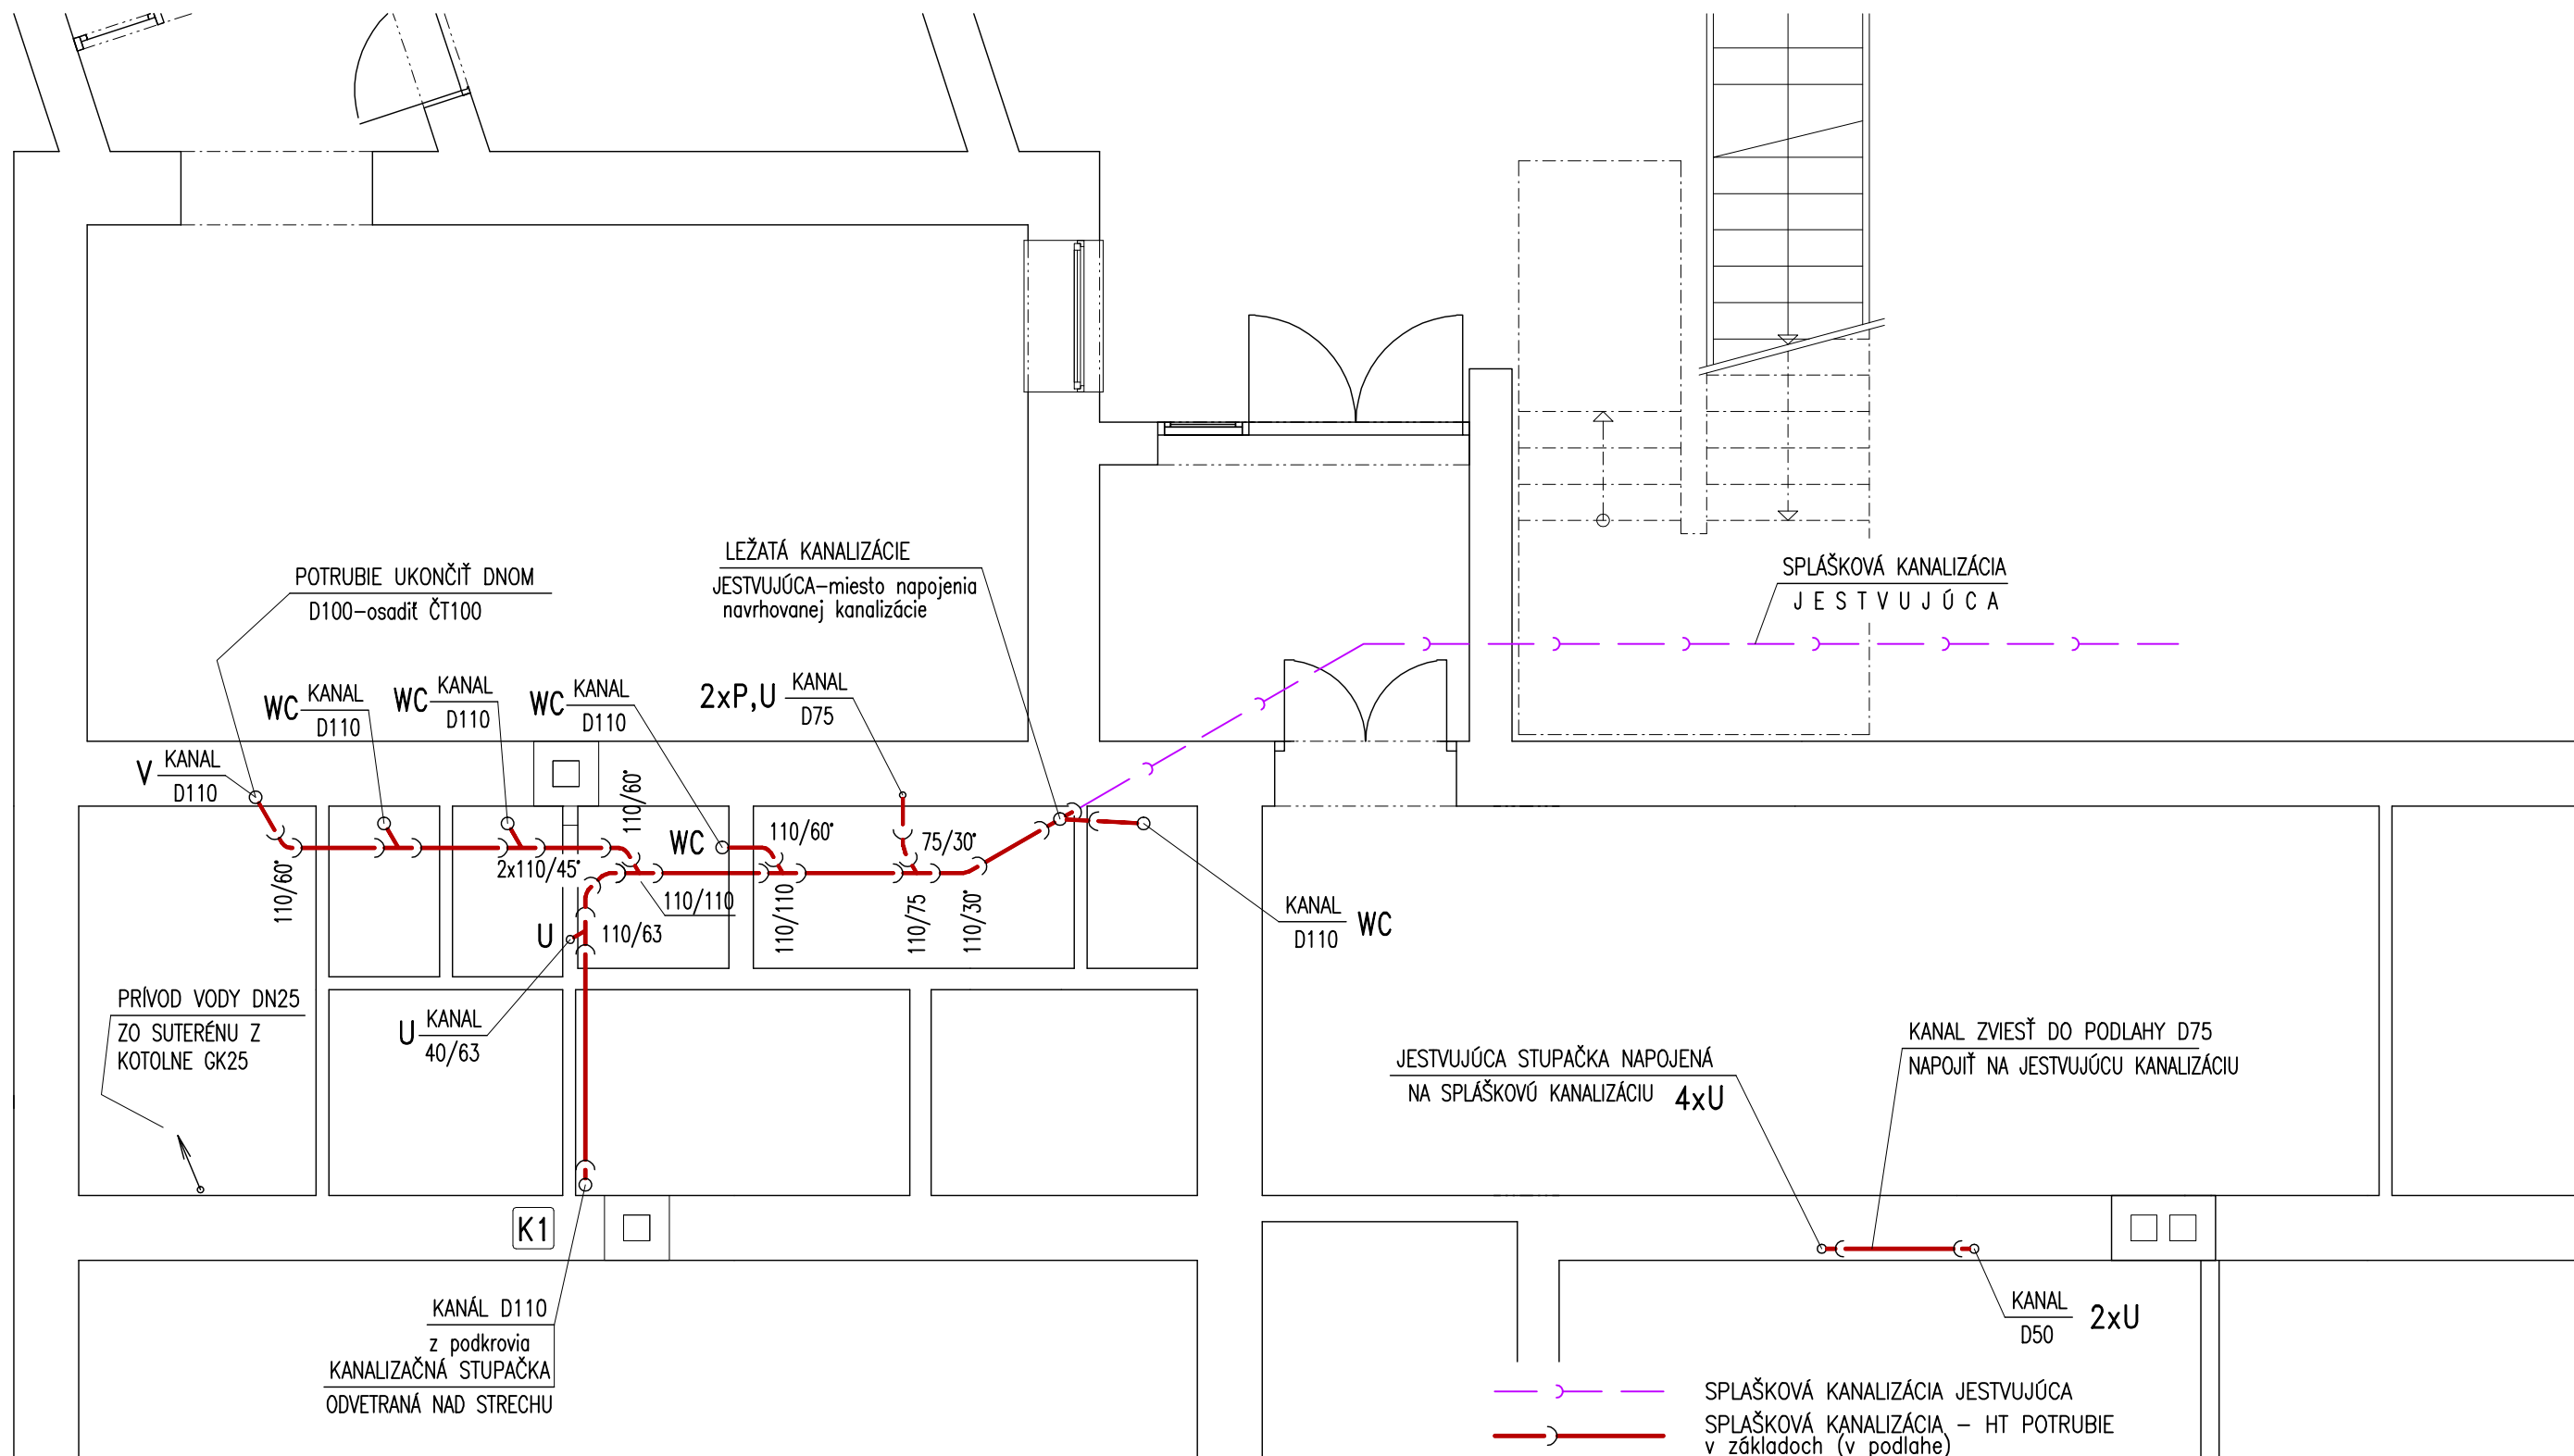 LEŽATÁ KANALIZÁCIE
JESTVUJÚCA–miesto napojenia
navrhovanej kanalizácie
SPLÁŠKOVÁ KANALIZÁCIA
J E S T V U J Ú C A
POTRUBIE UKONČIŤ DNOM
D100–osadiť ČT100
WC KANAL
D110
WC KANAL
D110
WC KANAL
D110
2xP,U KANAL
D75
V KANAL
D110
110/60°
WC
110/60°
75/30°
2x110/45°
110/60°
110/110
110/110
110/75
110/30°
U
110/63
KANAL WC
D110
PRÍVOD VODY DN25
ZO SUTERÉNU Z
KOTOLNE GK25
U KANAL
40/63
JESTVUJÚCA STUPAČKA NAPOJENÁ
NA SPLÁŠKOVÚ KANALIZÁCIU 4xU
KANAL ZVIESŤ DO PODLAHY D75
NAPOJIŤ NA JESTVUJÚCU KANALIZÁCIU
K1
KANÁL D110
z podkrovia
KANALIZAČNÁ STUPAČKA
ODVETRANÁ NAD STRECHU
KANAL 2xU
D50
SPLAŠKOVÁ KANALIZÁCIA JESTVUJÚCA
SPLAŠKOVÁ KANALIZÁCIA – HT POTRUBIE
v základoch (v podlahe)